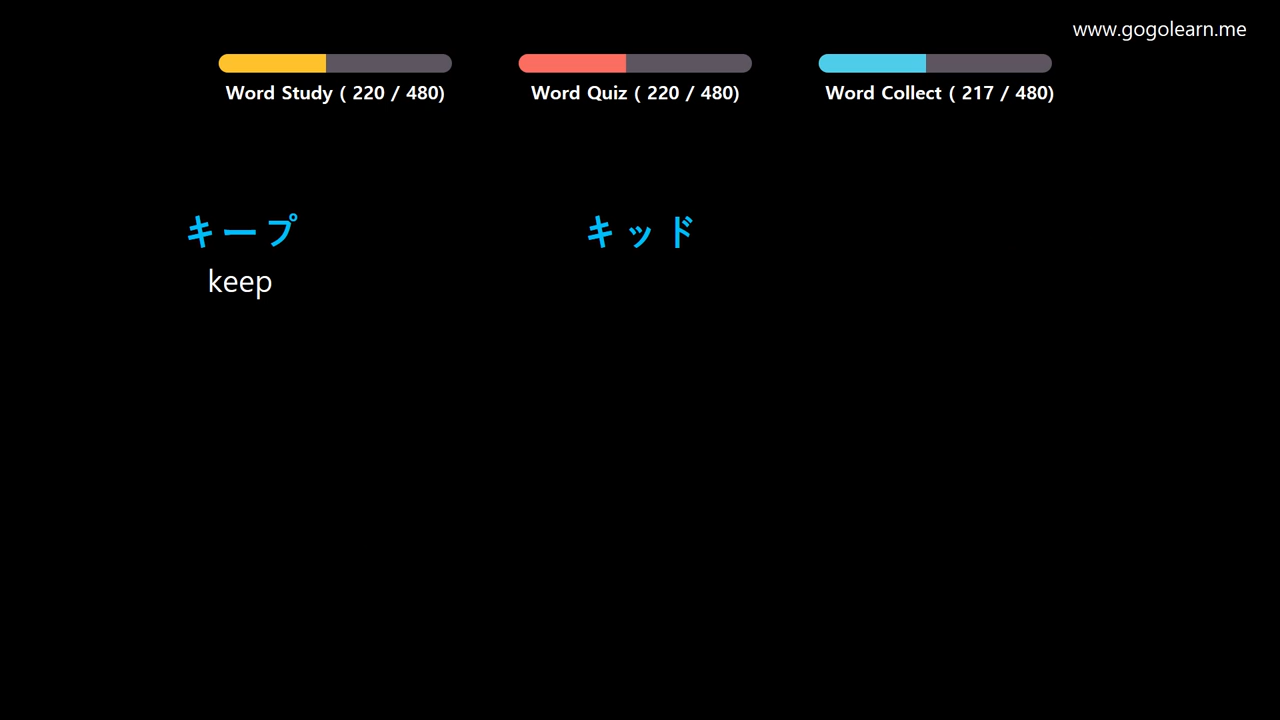 www.gogolearn.me
Word Study ( 220 / 480)
Word Quiz ( 220 / 480)
Word Collect ( 217 / 480)
キープ
keep
キッド